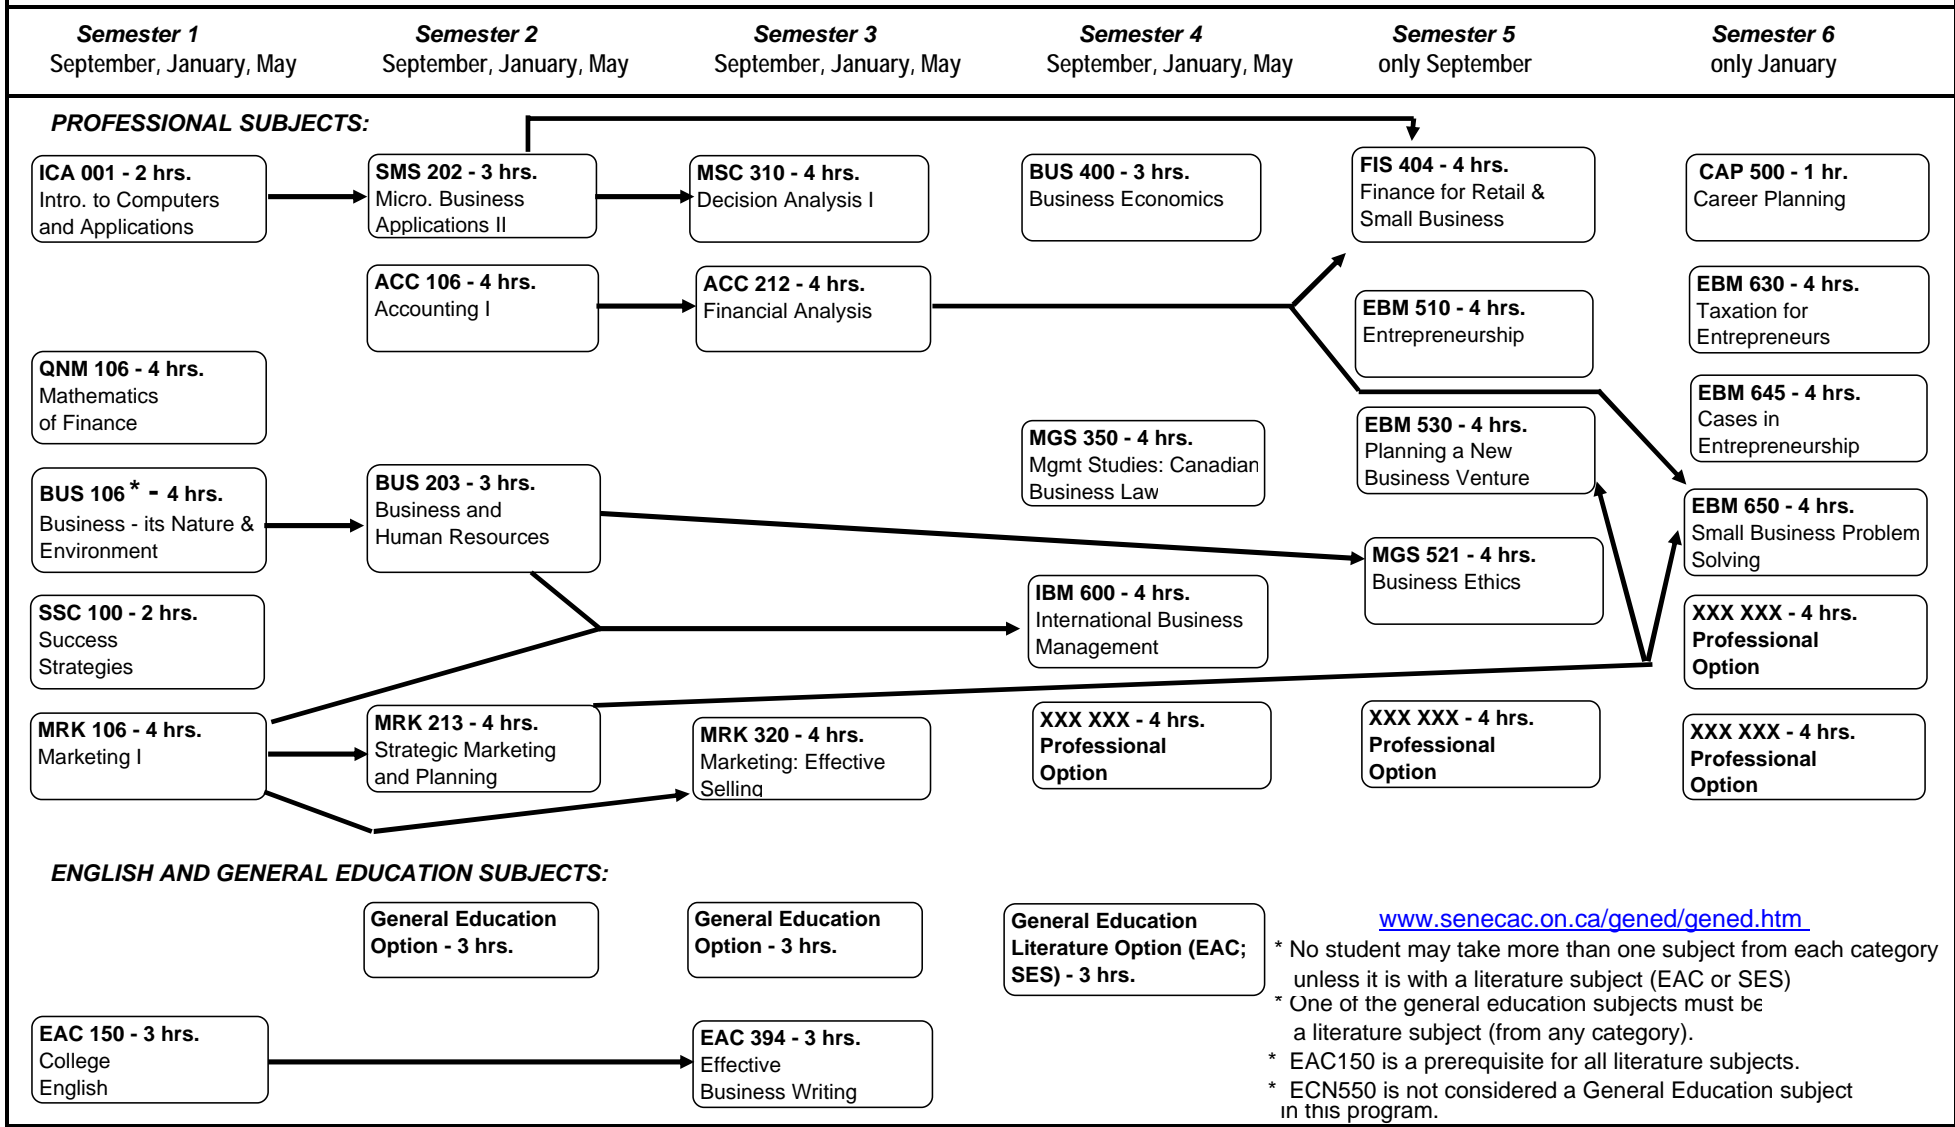 Semester 1
September, January, May
Semester 2
September, January, May
Semester 3
September, January, May
Semester 4
September, January, May
Semester 5
only September
Semester 6
only January
PROFESSIONAL SUBJECTS:
ICA 001 - 2 hrs.
Intro. to Computers
and Applications
SMS 202 - 3 hrs.
Micro. Business
Applications II
MSC 310 - 4 hrs.
Decision Analysis I
BUS 400 - 3 hrs.
Business Economics
FIS 404 - 4 hrs.
Finance for Retail &
Small Business
CAP 500 - 1 hr.
Career Planning
ACC 106 - 4 hrs.
Accounting I
ACC 212 - 4 hrs.
Financial Analysis
EBM 510 - 4 hrs.
Entrepreneurship
EBM 630 - 4 hrs.
Taxation for
Entrepreneurs
QNM 106 - 4 hrs.
Mathematics
of Finance
MGS 350 - 4 hrs.
Mgmt Studies: Canadian
Business Law
EBM 530 - 4 hrs.
Planning a New
Business Venture
EBM 645 - 4 hrs.
Cases in
Entrepreneurship
BUS 106 * - 4 hrs.
Business - its Nature &
Environment
BUS 203 - 3 hrs.
Business and
Human Resources
MGS 521 - 4 hrs.
Business Ethics
EBM 650 - 4 hrs.
Small Business Problem
Solving
SSC 100 - 2 hrs.
Success
Strategies
IBM 600 - 4 hrs.
International Business
Management
XXX XXX - 4 hrs.
Professional
Option
MRK 106 - 4 hrs.
Marketing I
MRK 213 - 4 hrs.
Strategic Marketing
and Planning
MRK 320 - 4 hrs.
Marketing: Effective
Selling
XXX XXX - 4 hrs.
Professional
Option
XXX XXX - 4 hrs.
Professional
Option
XXX XXX - 4 hrs.
Professional
Option
ENGLISH AND GENERAL EDUCATION SUBJECTS:
General Education
Option - 3 hrs.
General Education
Option - 3 hrs.
General Education
Literature Option (EAC;
SES) - 3 hrs.
www.senecac.on.ca/gened/gened.htm
* No student may take more than one subject from each category
unless it is with a literature subject (EAC or SES)
* One of the general education subjects must be
a literature subject (from any category).
* EAC150 is a prerequisite for all literature subjects.
* ECN550 is not considered a General Education subject
in this program.
EAC 150 - 3 hrs.
College
English
EAC 394 - 3 hrs.
Effective
Business Writing